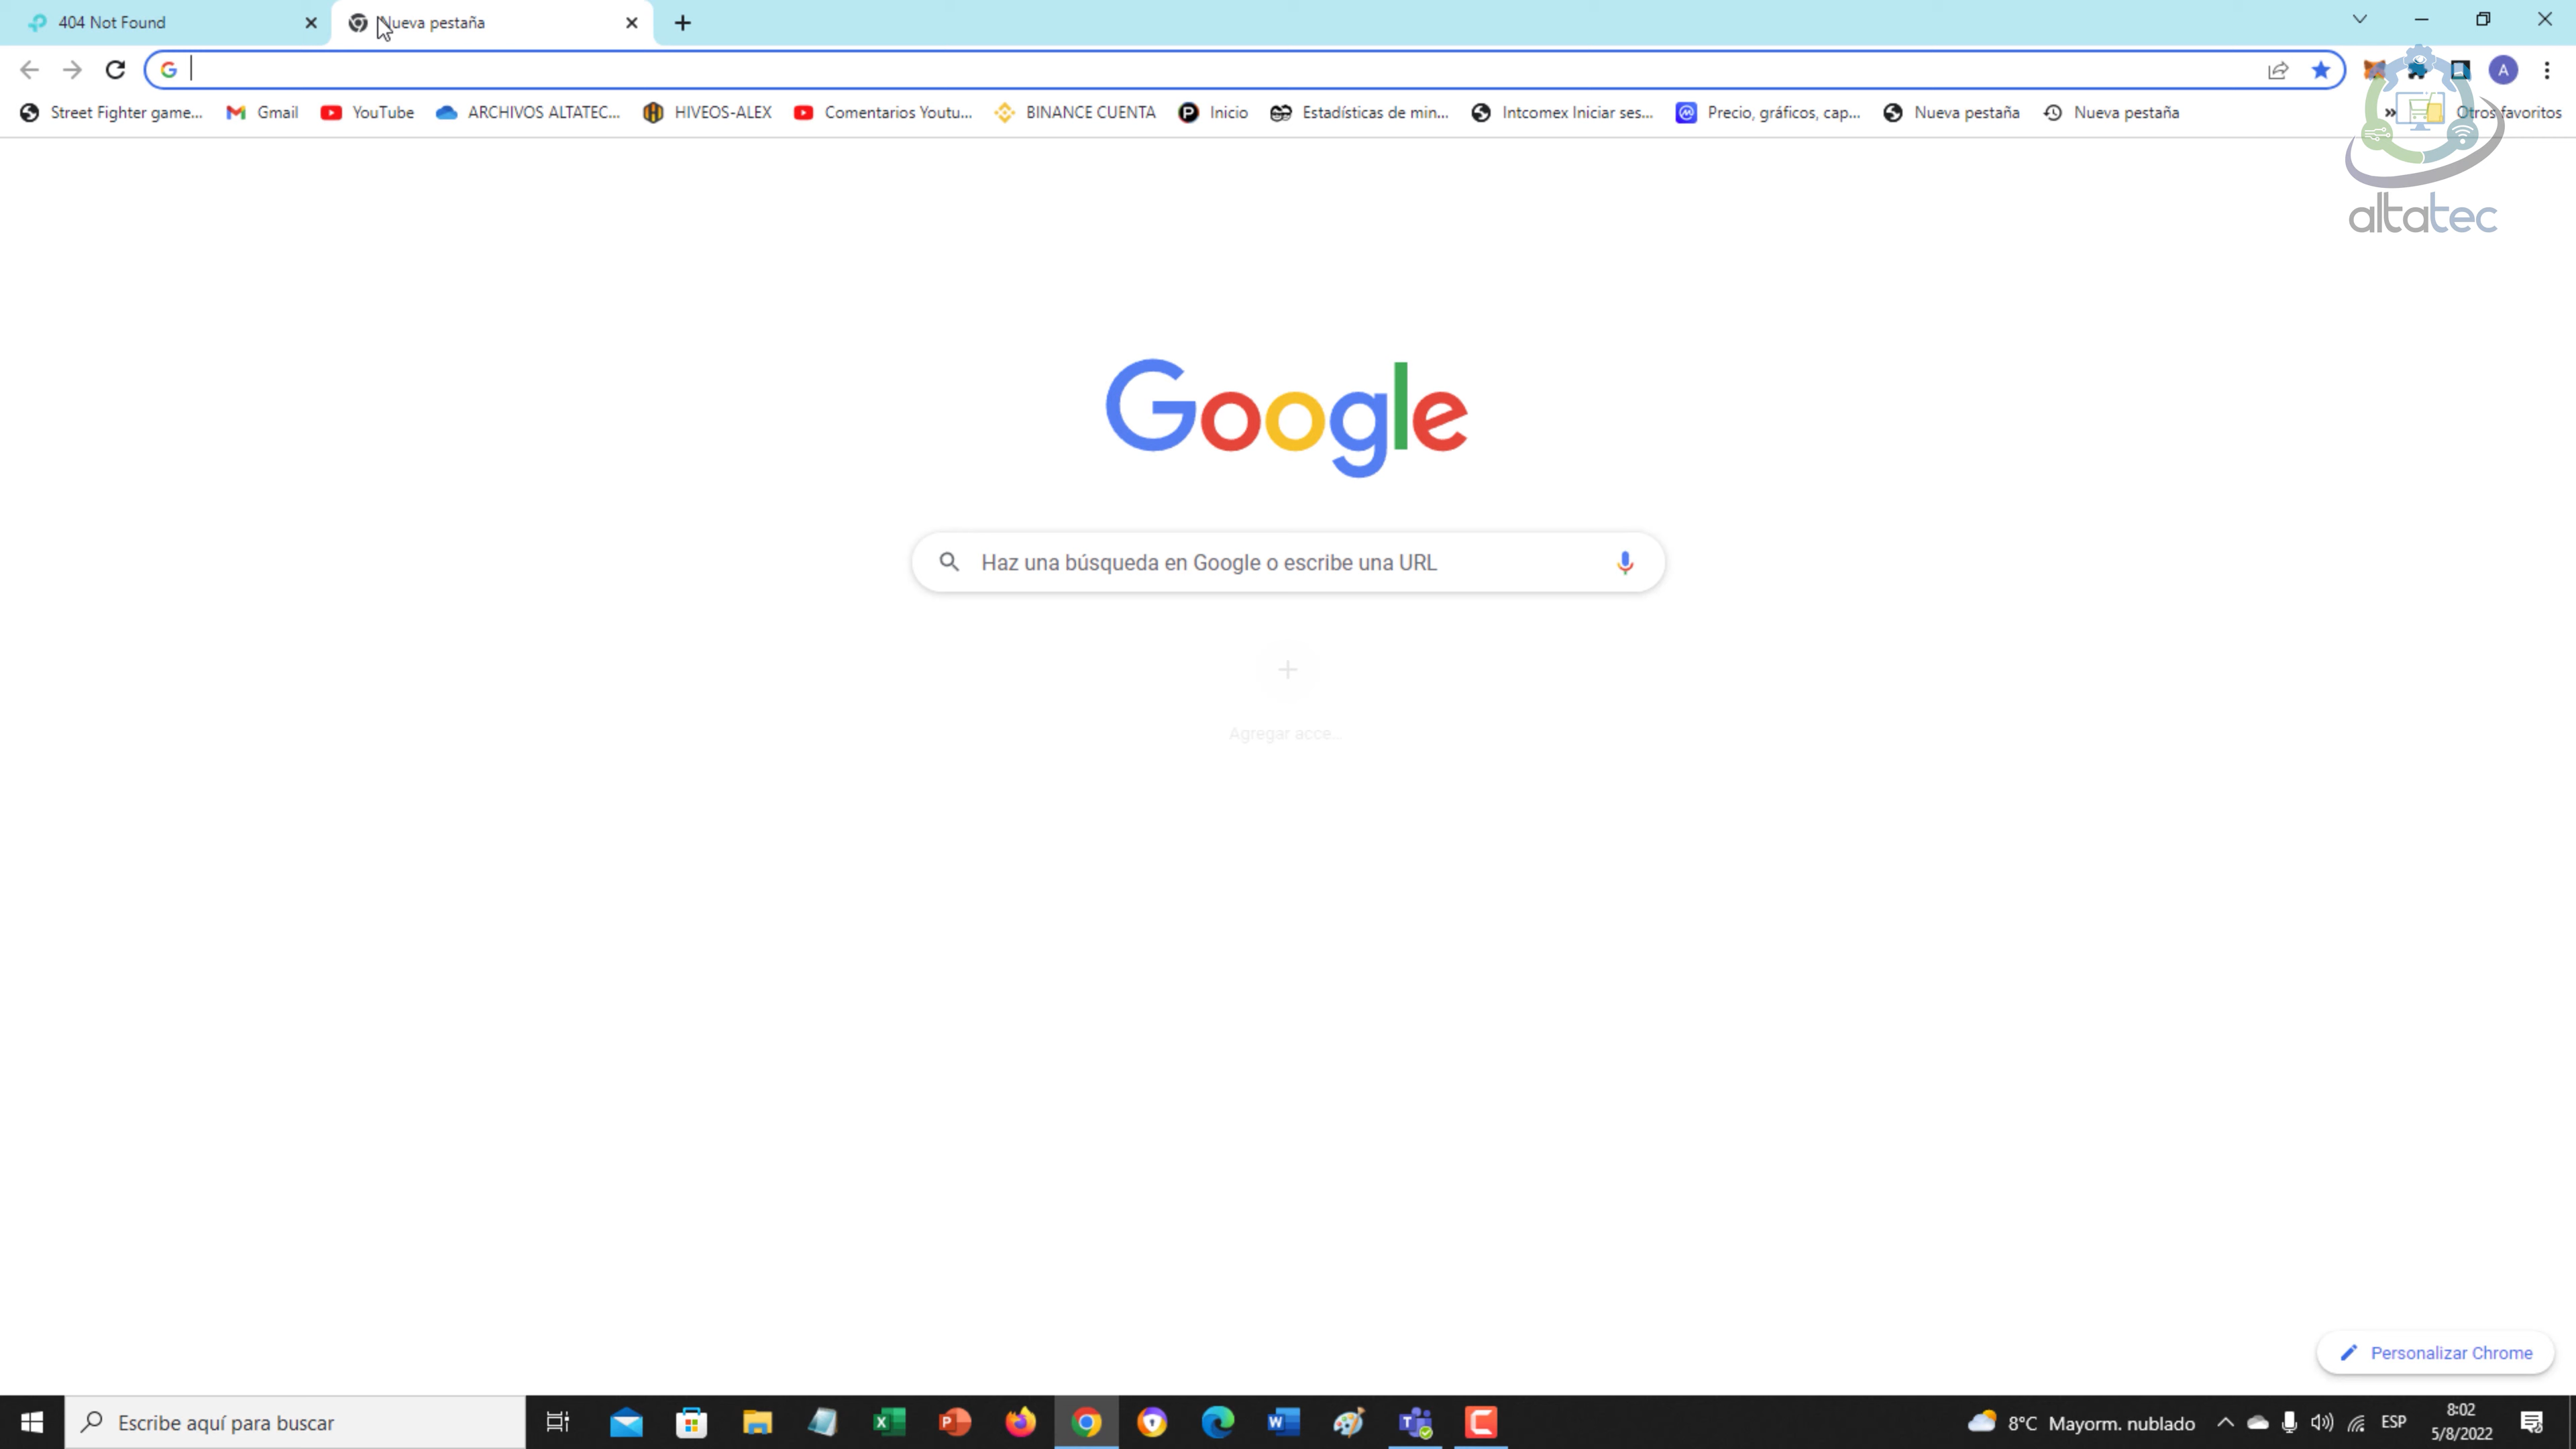 404 Not Found
Nueva pestaña
Street Fighter game... Gmail YouTube ARCHIVOS ALTATEC... HIVEOS-ALEX Comentarios Youtu... BINANCE CUENTA Inicio Estadísticas de min... Intcomex Iniciar ses... Precio, gráficos, cap... Nueva pestaña Nueva pestaña » Otros favoritos
A
altatec
Google
Haz una búsqueda en Google o escribe una URL
Agregar acce...
Personalizar Chrome
Escribe aquí para buscar
8°C Mayorm. nublado
ESP
8:02
5/8/2022